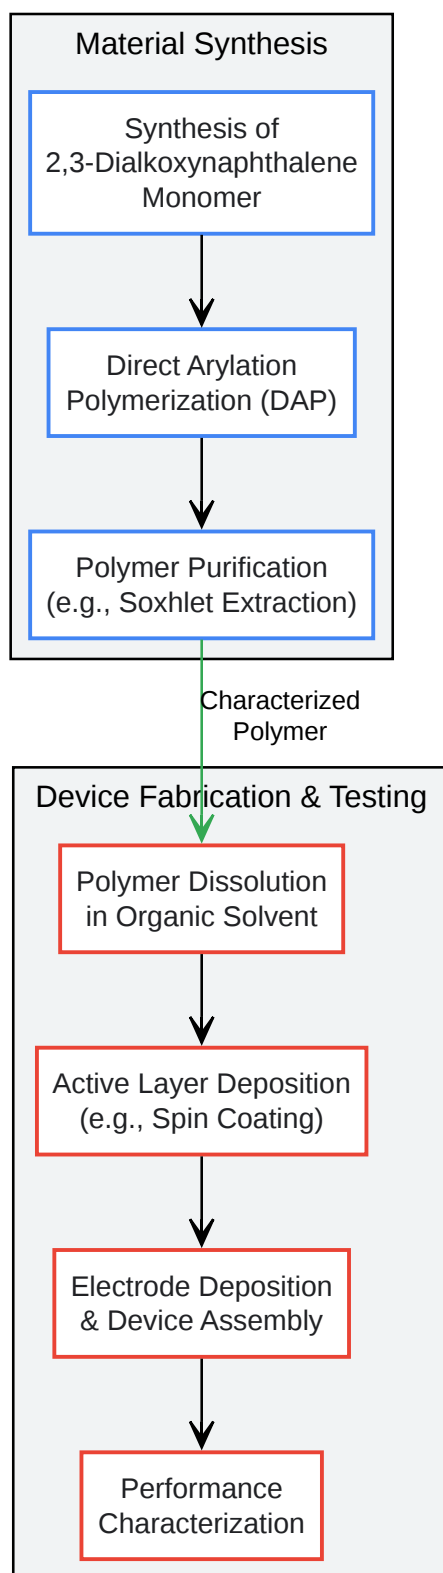 Material Synthesis
Synthesis of
2,3-Dialkoxynaphthalene
Monomer
Direct Arylation
Polymerization (DAP)
Polymer Purification
(e.g., Soxhlet Extraction)
Characterized
Polymer
Device Fabrication & Testing
Polymer Dissolution
in Organic Solvent
Active Layer Deposition
(e.g., Spin Coating)
Electrode Deposition
& Device Assembly
Performance
Characterization